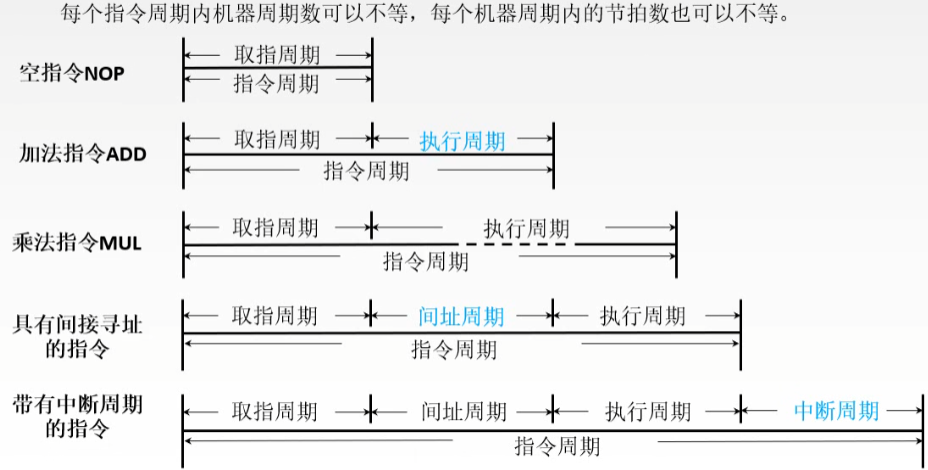 每个指令周期内机器周期数可以不等，每个机器周期内的节拍数也可以不等。
空指令NOP
取指周期
指令周期
加法指令ADD
取指周期 执行周期
指令周期
乘法指令MUL
取指周期 执行周期
指令周期
具有间接寻址
的指令
取指周期 间址周期 执行周期
指令周期
带有中断周期
的指令
取指周期 间址周期 执行周期 中断周期
指令周期